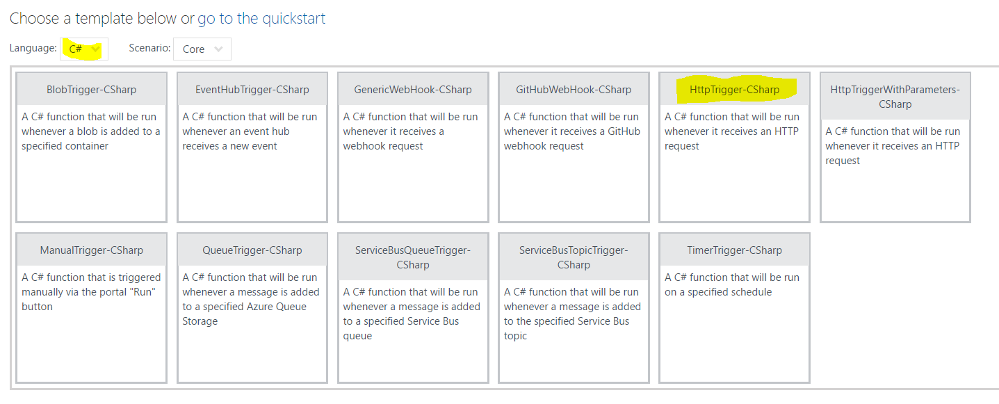 Choose a template below or go to the quickstart
Language: C# Scenario: Core
BlobTrigger-CSharp
A C# function that will be run
whenever a blob is added to a
specified container
EventHubTrigger-CSharp
A C# function that will be run
whenever an event hub
receives a new event
GenericWebHook-CSharp
A C# function that will be run
whenever it receives a
webhook request
GitHubWebHook-CSharp
A C# function that will be run
whenever it receives a GitHub
webhook request
HttpTrigger-CSharp
A C# function that will be run
whenever it receives an HTTP
request
HttpTriggerWithParameters-
CSharp
A C# function that will be run
whenever it receives an HTTP
request
ManualTrigger-CSharp
A C# function that is triggered
manually via the portal "Run"
button
QueueTrigger-CSharp
A C# function that will be run
whenever a message is added
to a specified Azure Queue
Storage
ServiceBusQueueTrigger-
CSharp
A C# function that will be run
whenever a message is added
to a specified Service Bus
queue
ServiceBusTopicTrigger-
CSharp
A C# function that will be run
whenever a message is added
to the specified Service Bus
topic
TimerTrigger-CSharp
A C# function that will be run
on a specified schedule